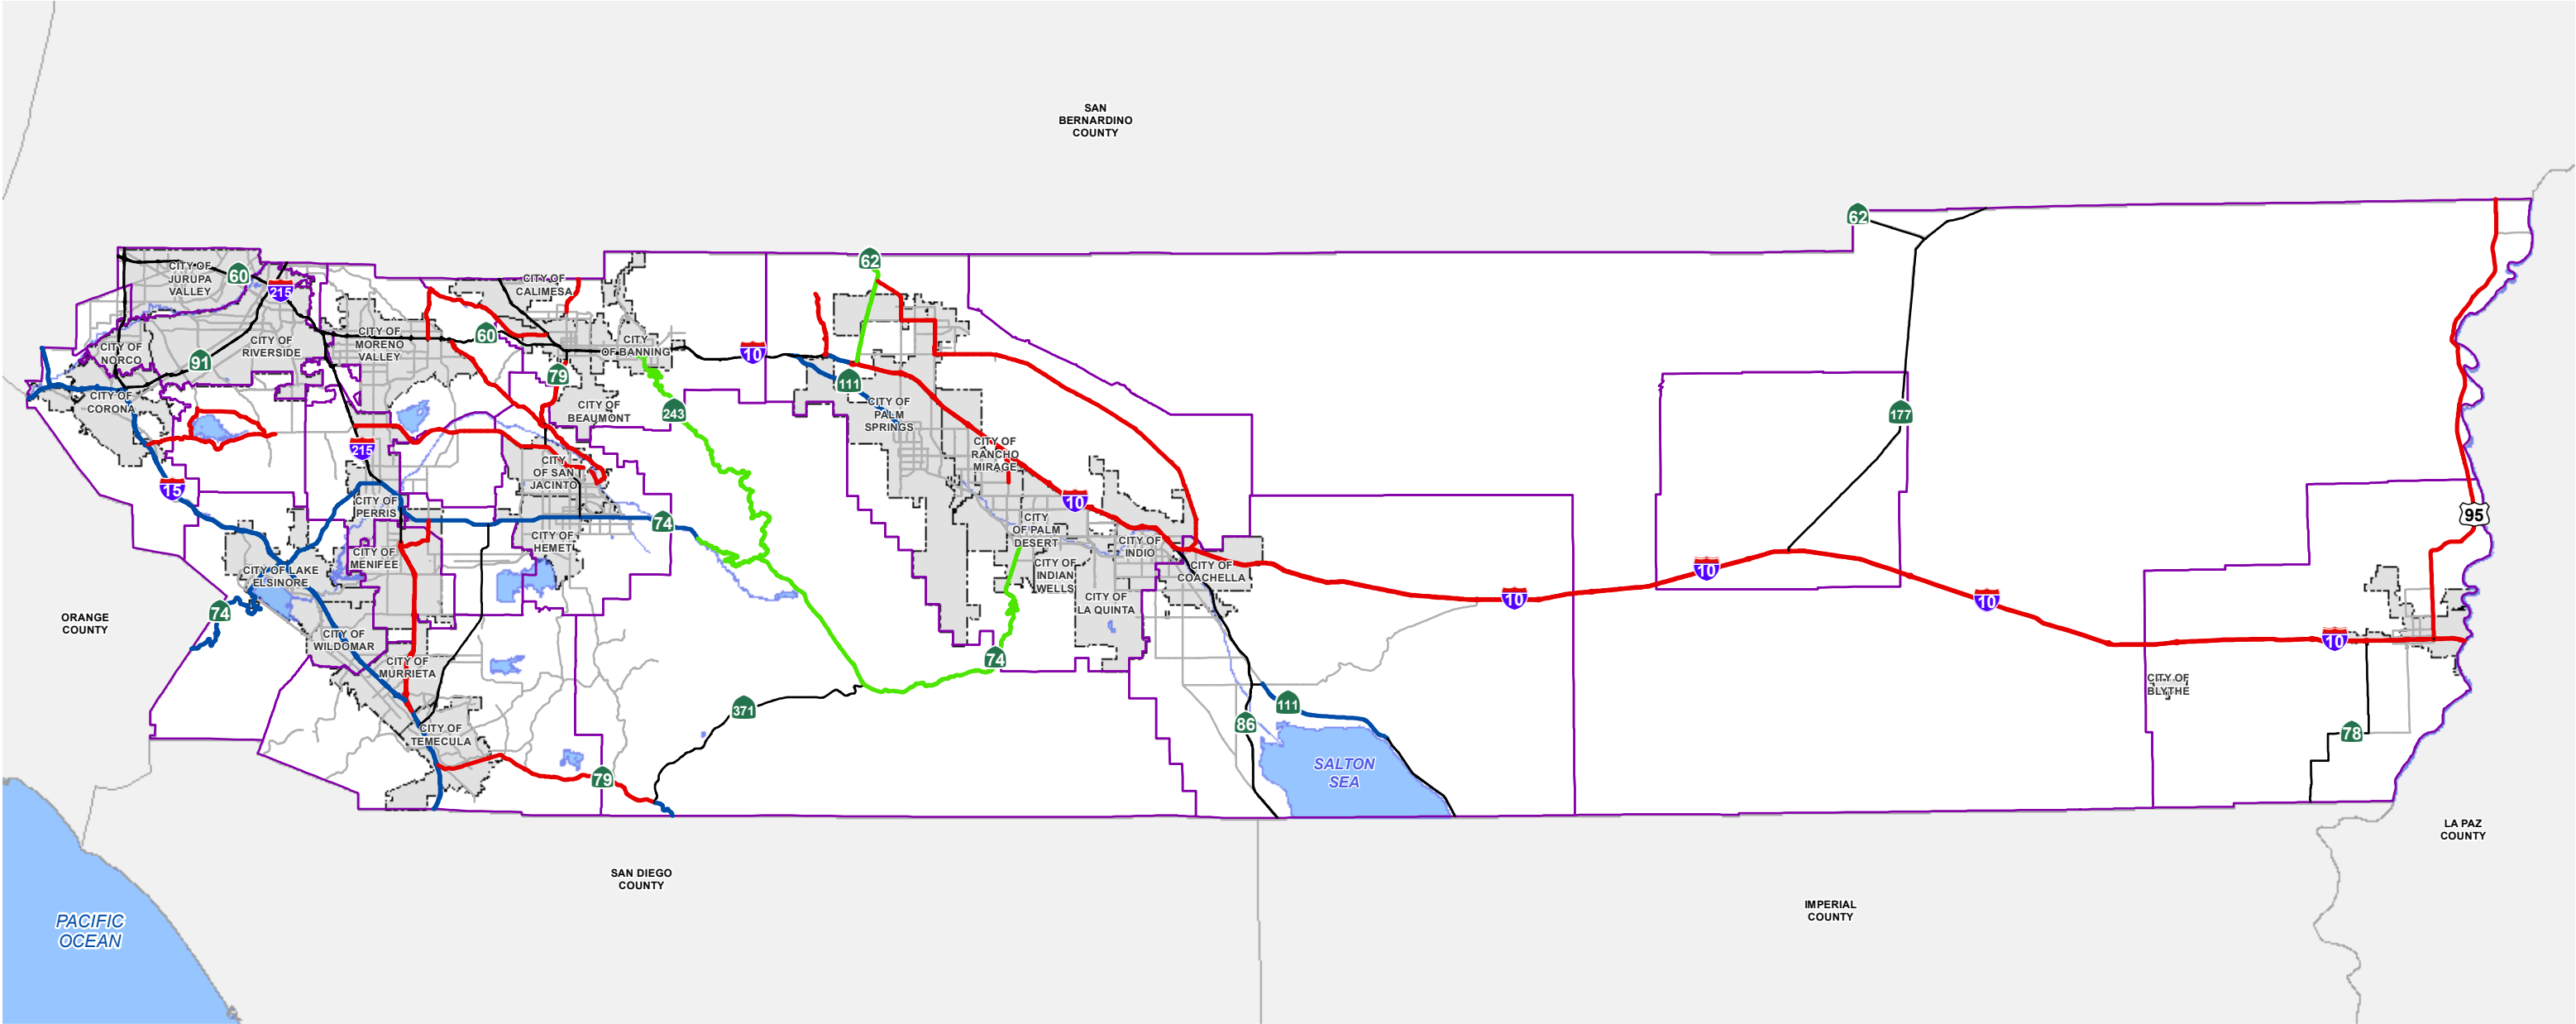 SAN
BERNARDINO
COUNTY
62
62
CITY OF
JURUPA
VALLEY
60
215
CITY OF
CALIMESA
CITY OF
NORCO
91
CITY OF
RIVERSIDE
CITY OF
MORENO
VALLEY
60
CITY
OF BANNING
10
79
111
CITY OF
CORONA
CITY OF
BEAUMONT
243
CITY OF
PALM
SPRINGS
177
215
CITY OF
RANCHO
MIRAGE
15
CITY
OF SAN
JACINTO
CITY OF
PERRIS
10
74
95
CITY
OF PALM
DESERT
CITY OF
HEMET
CITY OF
INDIO
CITY OF
MENIFEE
CITY OF LAKE
ELSINORE
CITY OF
INDIAN
WELLS
CITY OF
COACHELLA
10
10
10
CITY OF
LA QUINTA
74
ORANGE
COUNTY
CITY OF
WILDOMAR
10
74
CITY OF
MURRIETA
CITY OF
BLYTHE
371
111
86
CITY OF
TEMECULA
78
79
SALTON
SEA
LA PAZ
COUNTY
SAN DIEGO
COUNTY
IMPERIAL
COUNTY
PACIFIC
OCEAN